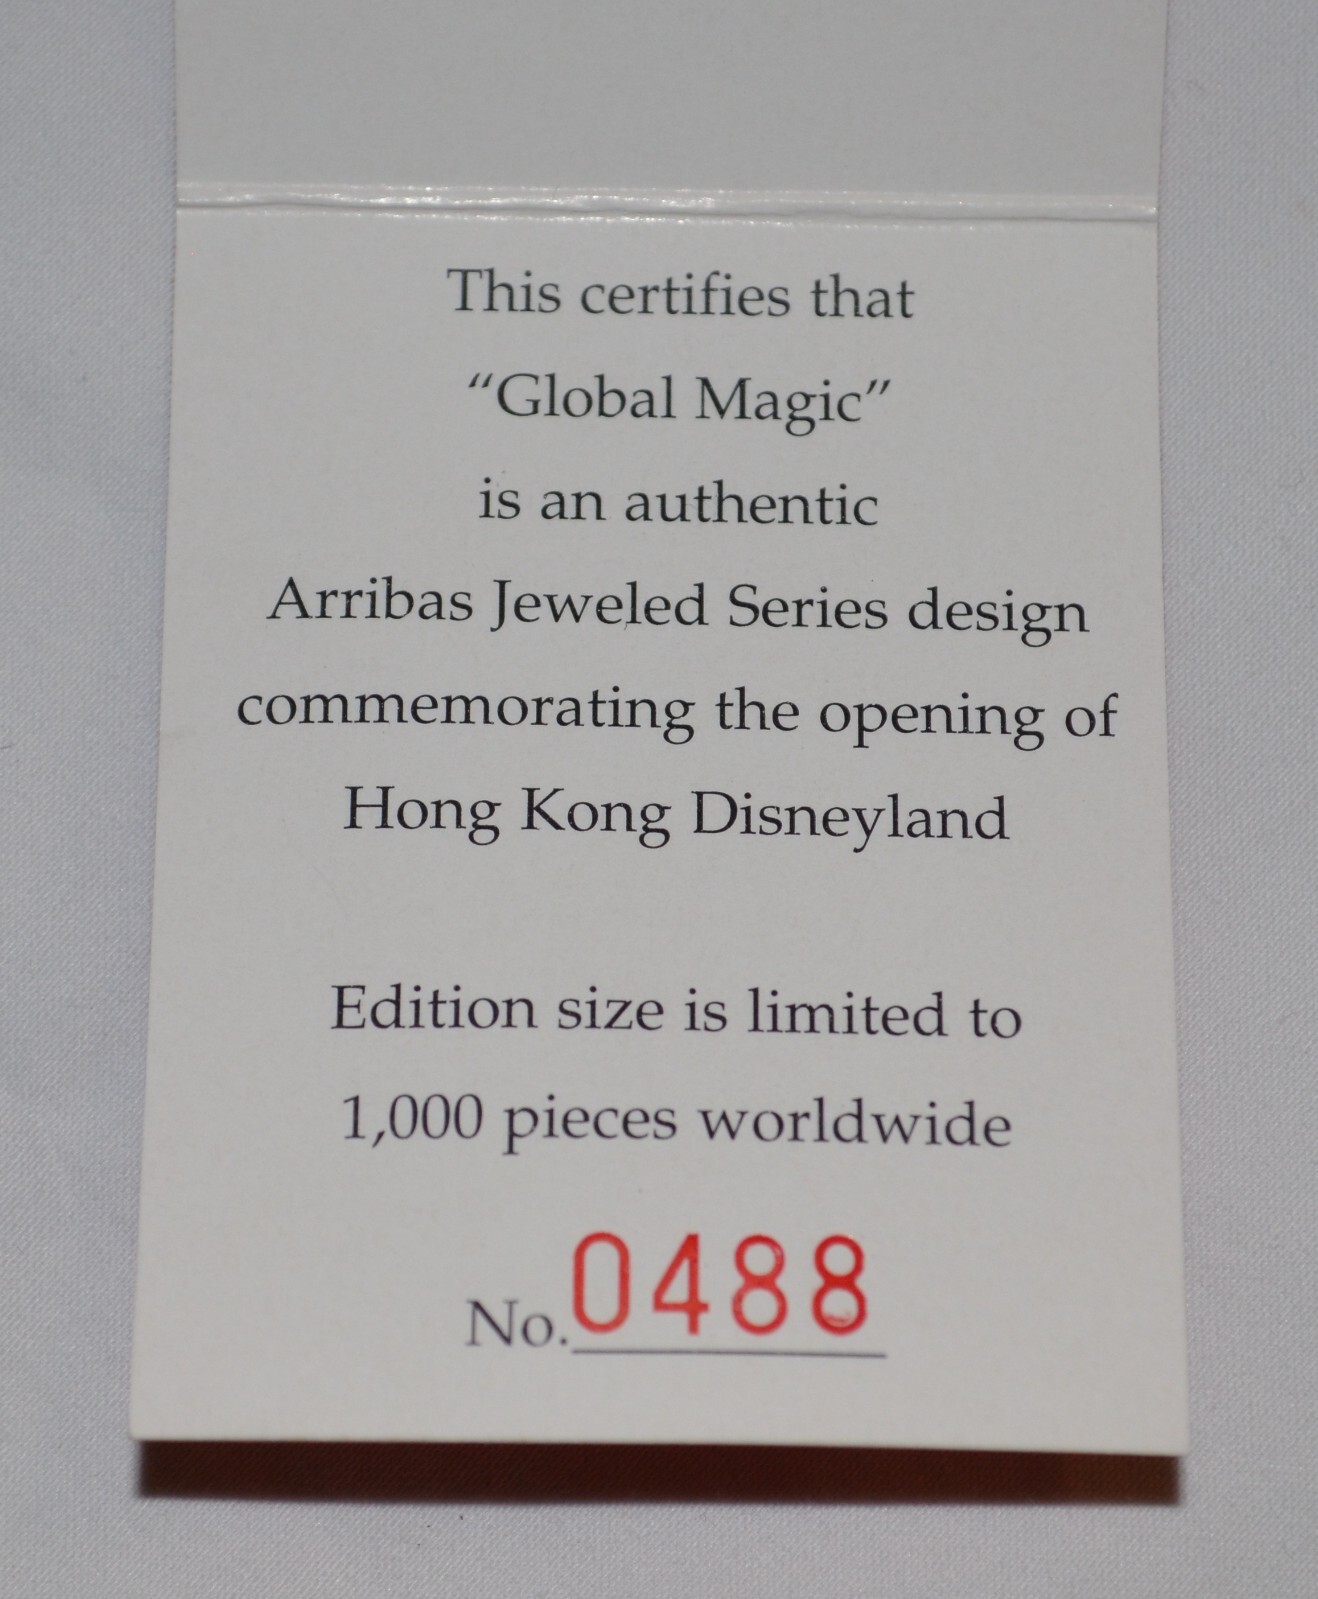 This certifies that
“Global Magic”
is an authentic
Arribas Jeweled Series design
commemorating the opening of
Hong Kong Disneyland
Edition size is limited to
1,000 pieces worldwide
No. 0488